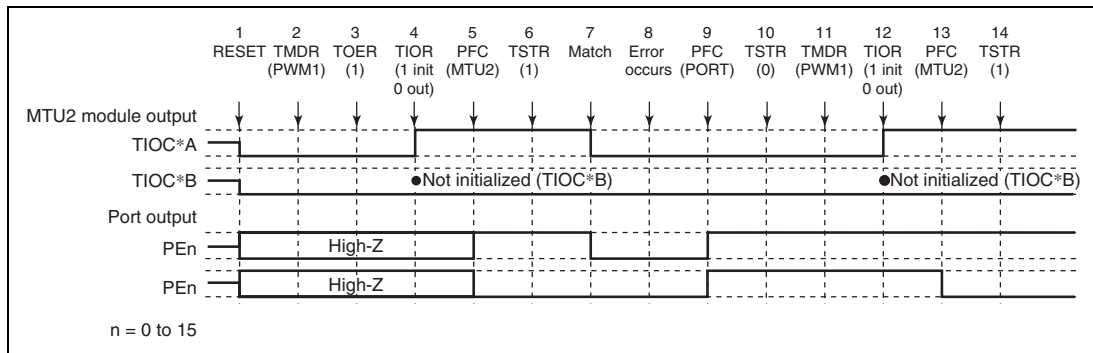 1 2 3 4 5 6 7 8 9 10 11 12 13 14
RESET TMDR TOER TIOR PFC TSTR Match Error PFC TSTR TMDR TIOR PFC TSTR
(PWM1) (1) (1 init (MTU2) (1) occurs (PORT) (0) (PWM1) (1 init (MTU2) (1)
0 out) 0 out)
MTU2 module output
TIOC*A
TIOC*B ●Not initialized (TIOC*B) ●Not initialized (TIOC*B)
Port output
PEn High-Z
PEn High-Z
n = 0 to 15